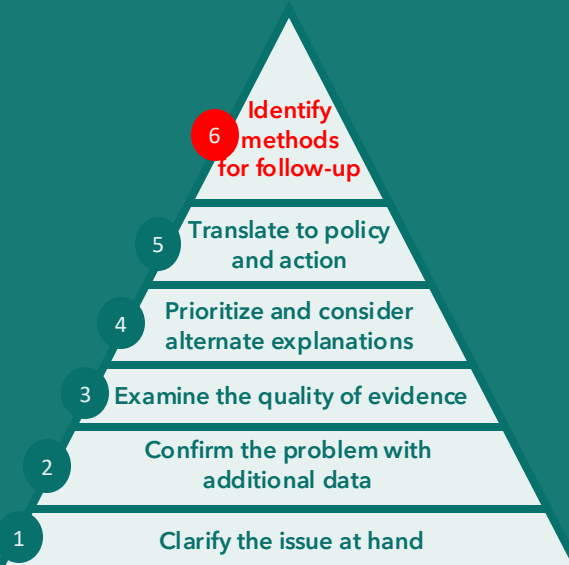 6
Identify
methods
for follow-up
5
Translate to policy
and action
4
Prioritize and consider
alternate explanations
3
Examine the quality of evidence
2
Confirm the problem with
additional data
1
Clarify the issue at hand